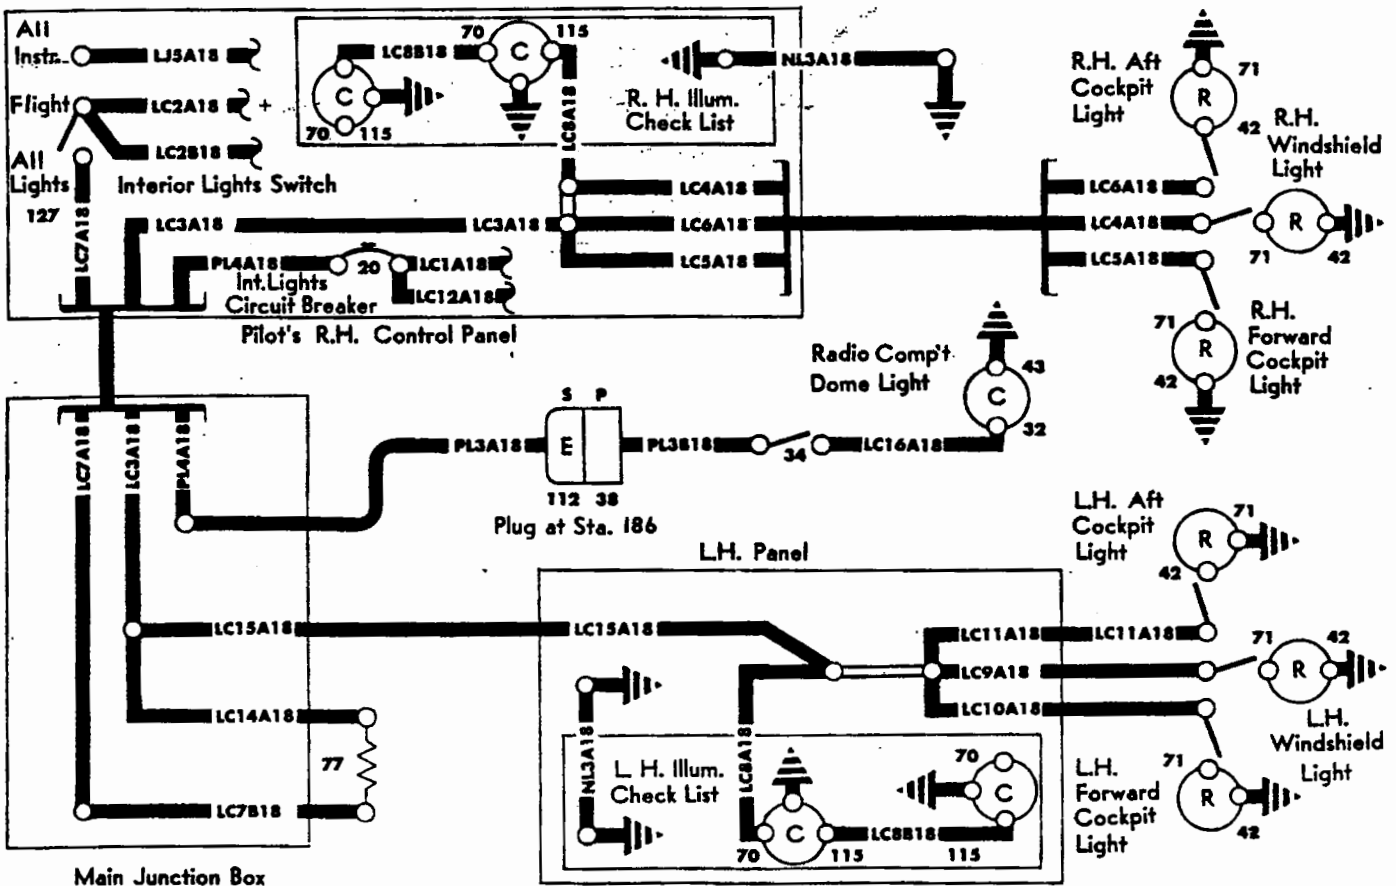 All
Instr.
LJ5A18
Flight
LC2A18 +
LC2B18
All
Lights
127
Interior Lights Switch
LC7A18
LC3A18
LC3A18
PL4A18
20
LC1A18
LC12A18
Int. Lights
Circuit Breaker
Pilot's R.H. Control Panel
70
115
C
LC8B18
C
70
115
LC8A18
R. H. Illum.
Check List
NL3A18
LC4A18
LC6A18
LC5A18
LC6A18
LC4A18
LC5A18
R.H. Aft
Cockpit
Light
71
R
42
R.H.
Windshield
Light
R
71
42
R.H.
Forward
Cockpit
Light
71
R
42
Radio Comp't
Dome Light
43
C
32
S P
E
112 38
Plug at Sta. 186
PL3A18
PL3B18
34
LC16A18
LC7A18
LC3A18
PL4A18
LC15A18
LC14A18
77
LC7B18
Main Junction Box
L.H. Panel
LC15A18
LC11A18
LC11A18
LC9A18
LC10A18
NL3A18
LC8A18
L. H. Illum.
Check List
70
C
115
LC8B18
70
C
115
L.H. Aft
Cockpit
Light
71
R
42
71
42
R
L.H.
Windshield
Light
L.H.
Forward
Cockpit
Light
71
R
42